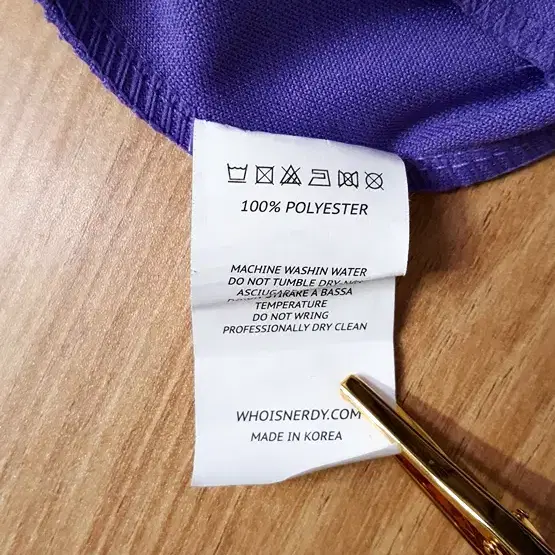 100% POLYESTER
MACHINE WASHIN WATER
DO NOT TUMBLE DRY
ASCIUGARAKE A BASSA
TEMPERATURE
DO NOT WRING
PROFESSIONALLY DRY CLEAN
WHOISNERDY.COM
MADE IN KOREA